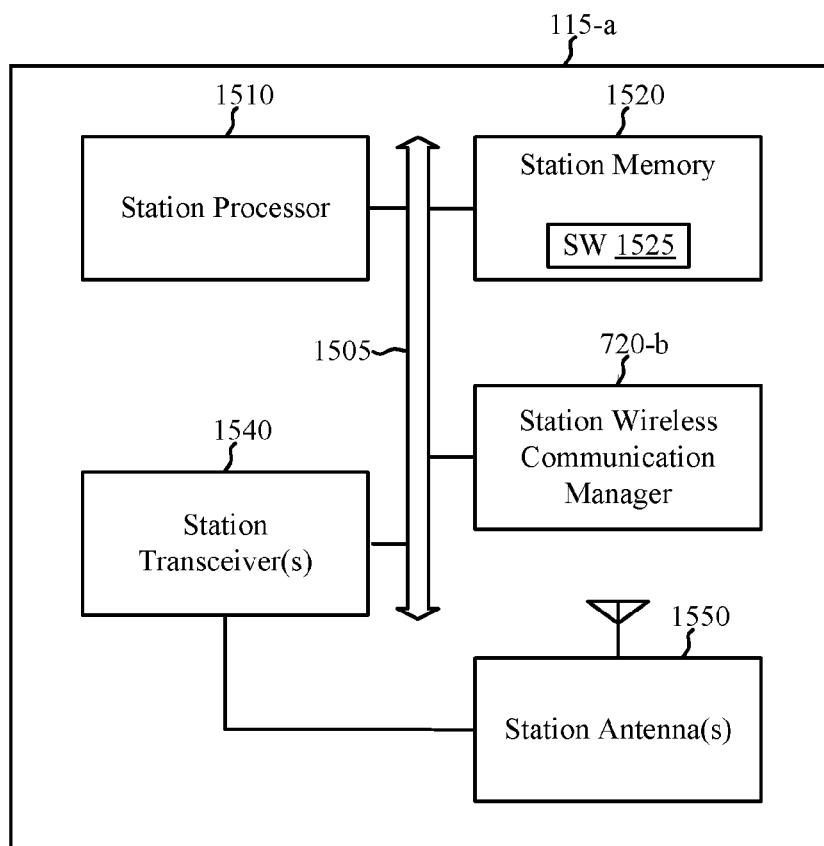 115-a
1510
Station Processor
1520
Station Memory
SW 1525
1505
720-b
Station Wireless
Communication
Manager
1540
Station
Transceiver(s)
1550
Station Antenna(s)